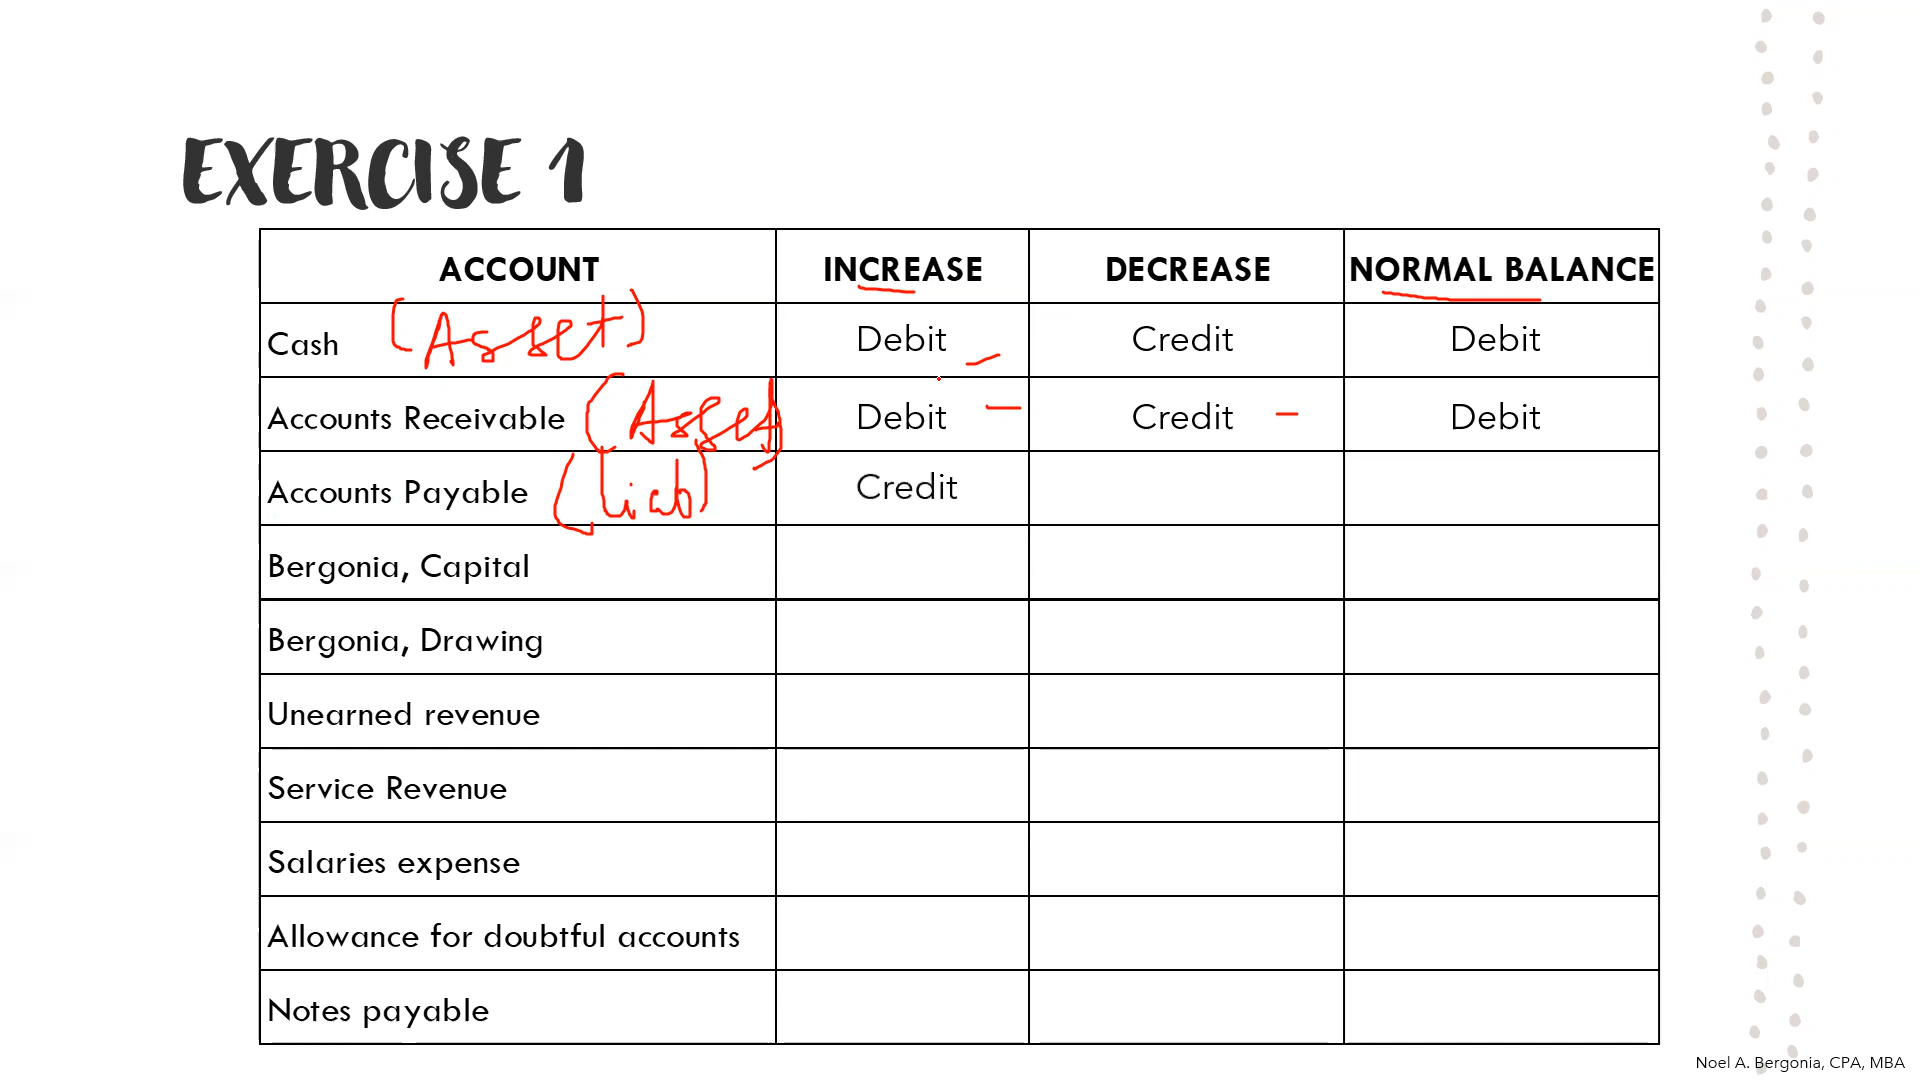 EXERCISE 1
ACCOUNT INCREASE DECREASE NORMAL BALANCE
Cash (Asset) Debit Credit Debit
Accounts Receivable (Asset) Debit Credit Debit
Accounts Payable (Liab) Credit
Bergonia, Capital
Bergonia, Drawing
Unearned revenue
Service Revenue
Salaries expense
Allowance for doubtful accounts
Notes payable
Noel A. Bergonia, CPA, MBA